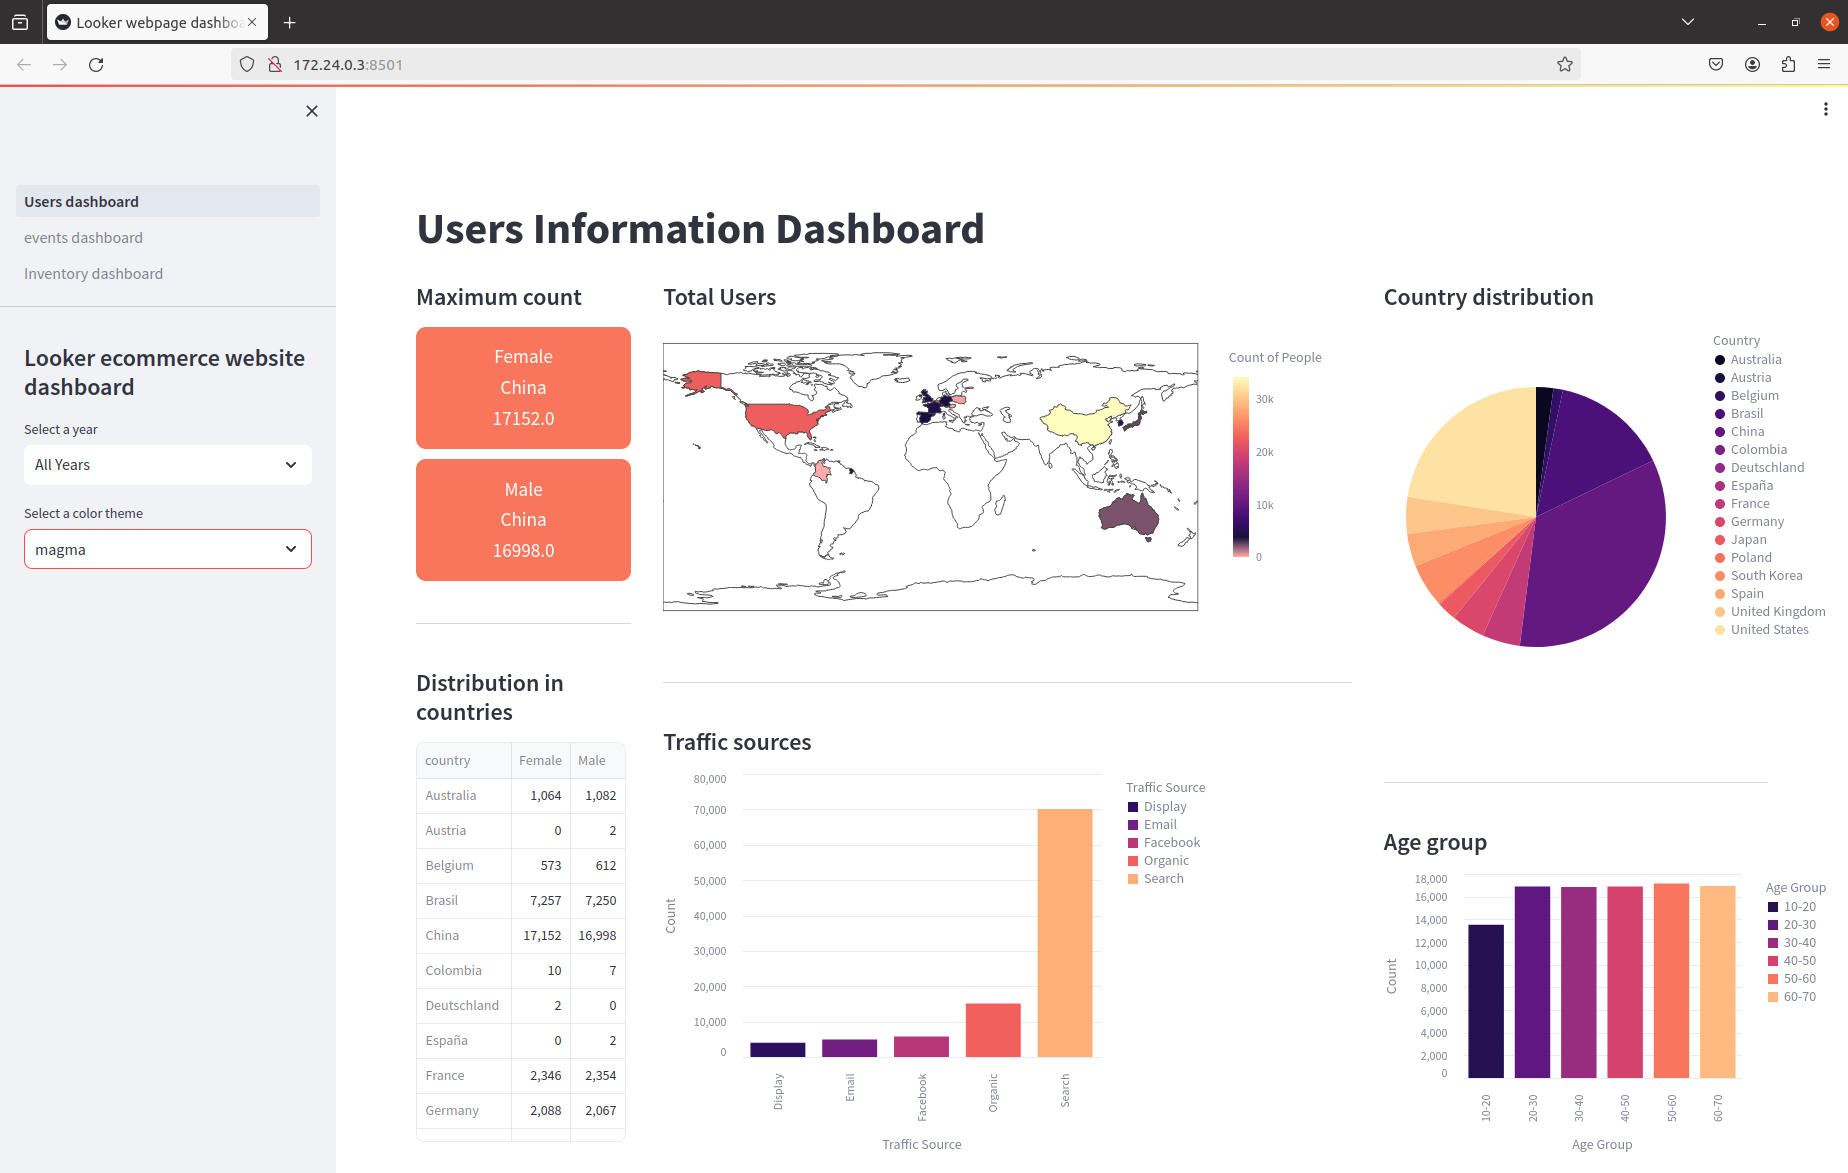 Looker webpage dashbo
172.24.0.3:8501
Users dashboard
events dashboard
Inventory dashboard
Looker ecommerce website
dashboard
Select a year
All Years
Select a color theme
magma
Users Information Dashboard
Maximum count
Female
China
17152.0
Male
China
16998.0
Distribution in
countries
country Female Male
Australia 1,064 1,082
Austria 0 2
Belgium 573 612
Brasil 7,257 7,250
China 17,152 16,998
Colombia 10 7
Deutschland 2 0
España 0 2
France 2,346 2,354
Germany 2,088 2,067
Total Users
Count of People
30k
20k
10k
0
Traffic sources
80,000
70,000
60,000
50,000
40,000
30,000
20,000
10,000
0
Count
Display
Email
Facebook
Organic
Search
Traffic Source
Traffic Source
Display
Email
Facebook
Organic
Search
Country distribution
Country
Australia
Austria
Belgium
Brasil
China
Colombia
Deutschland
España
France
Germany
Japan
Poland
South Korea
Spain
United Kingdom
United States
Age group
18,000
16,000
14,000
12,000
10,000
8,000
6,000
4,000
2,000
0
Count
10-20
20-30
30-40
40-50
50-60
60-70
Age Group
Age Group
10-20
20-30
30-40
40-50
50-60
60-70